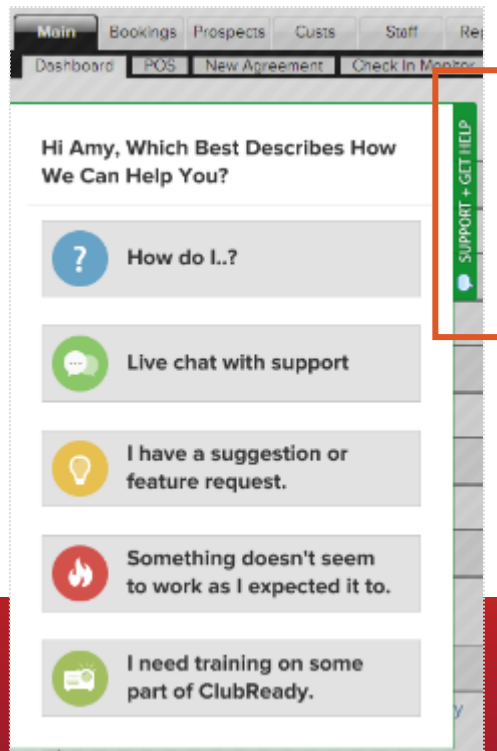 Main Bookings Prospects Custs Staff Re
Dashboard POS New Agreement Check In Monitor
Hi Amy, Which Best Describes How
We Can Help You?
SUPPORT + GET HELP
How do I..?
Live chat with support
I have a suggestion or
feature request.
Something doesn't seem
to work as I expected it to.
I need training on some
part of ClubReady.
y